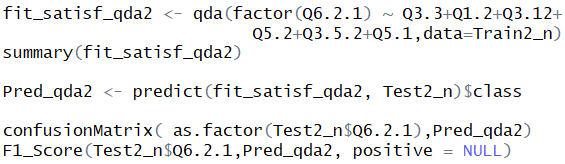 fit_satisf_qda2 <- qda(factor(Q6.2.1) ~ Q3.3+Q1.2+Q3.12+
Q5.2+Q3.5.2+Q5.1,data=Train2_n)
summary(fit_satisf_qda2)
Pred_qda2 <- predict(fit_satisf_qda2, Test2_n)$class
confusionMatrix( as.factor(Test2_n$Q6.2.1),Pred_qda2)
F1_Score(Test2_n$Q6.2.1,Pred_qda2, positive = NULL)